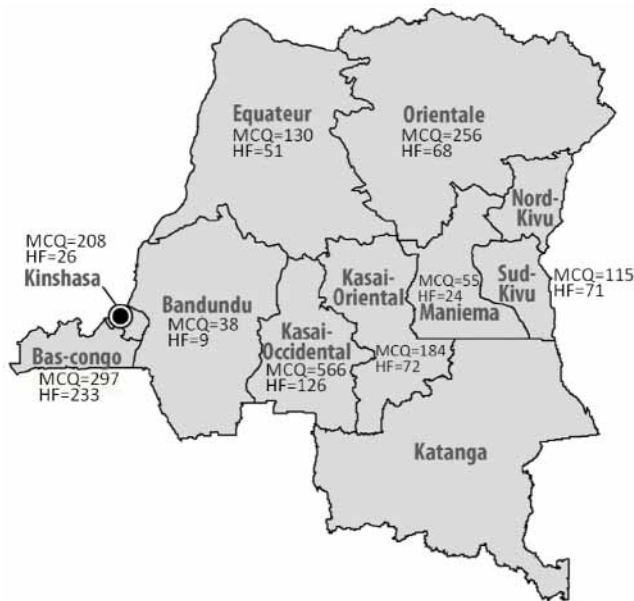 Equateur
MCQ=130
HF=51
Orientale
MCQ=256
HF=68
Nord-
Kivu
MCQ=208
HF=26
Kinshasa
Bandundu
MCQ=38
HF=9
Kasai-
Oriental
MCQ=184
HF=72
MCQ=55
HF=24
Maniema
Sud-
Kivu
MCQ=115
HF=71
Bas-congo
MCQ=297
HF=233
Kasai-
Occidental
MCQ=566
HF=126
Katanga